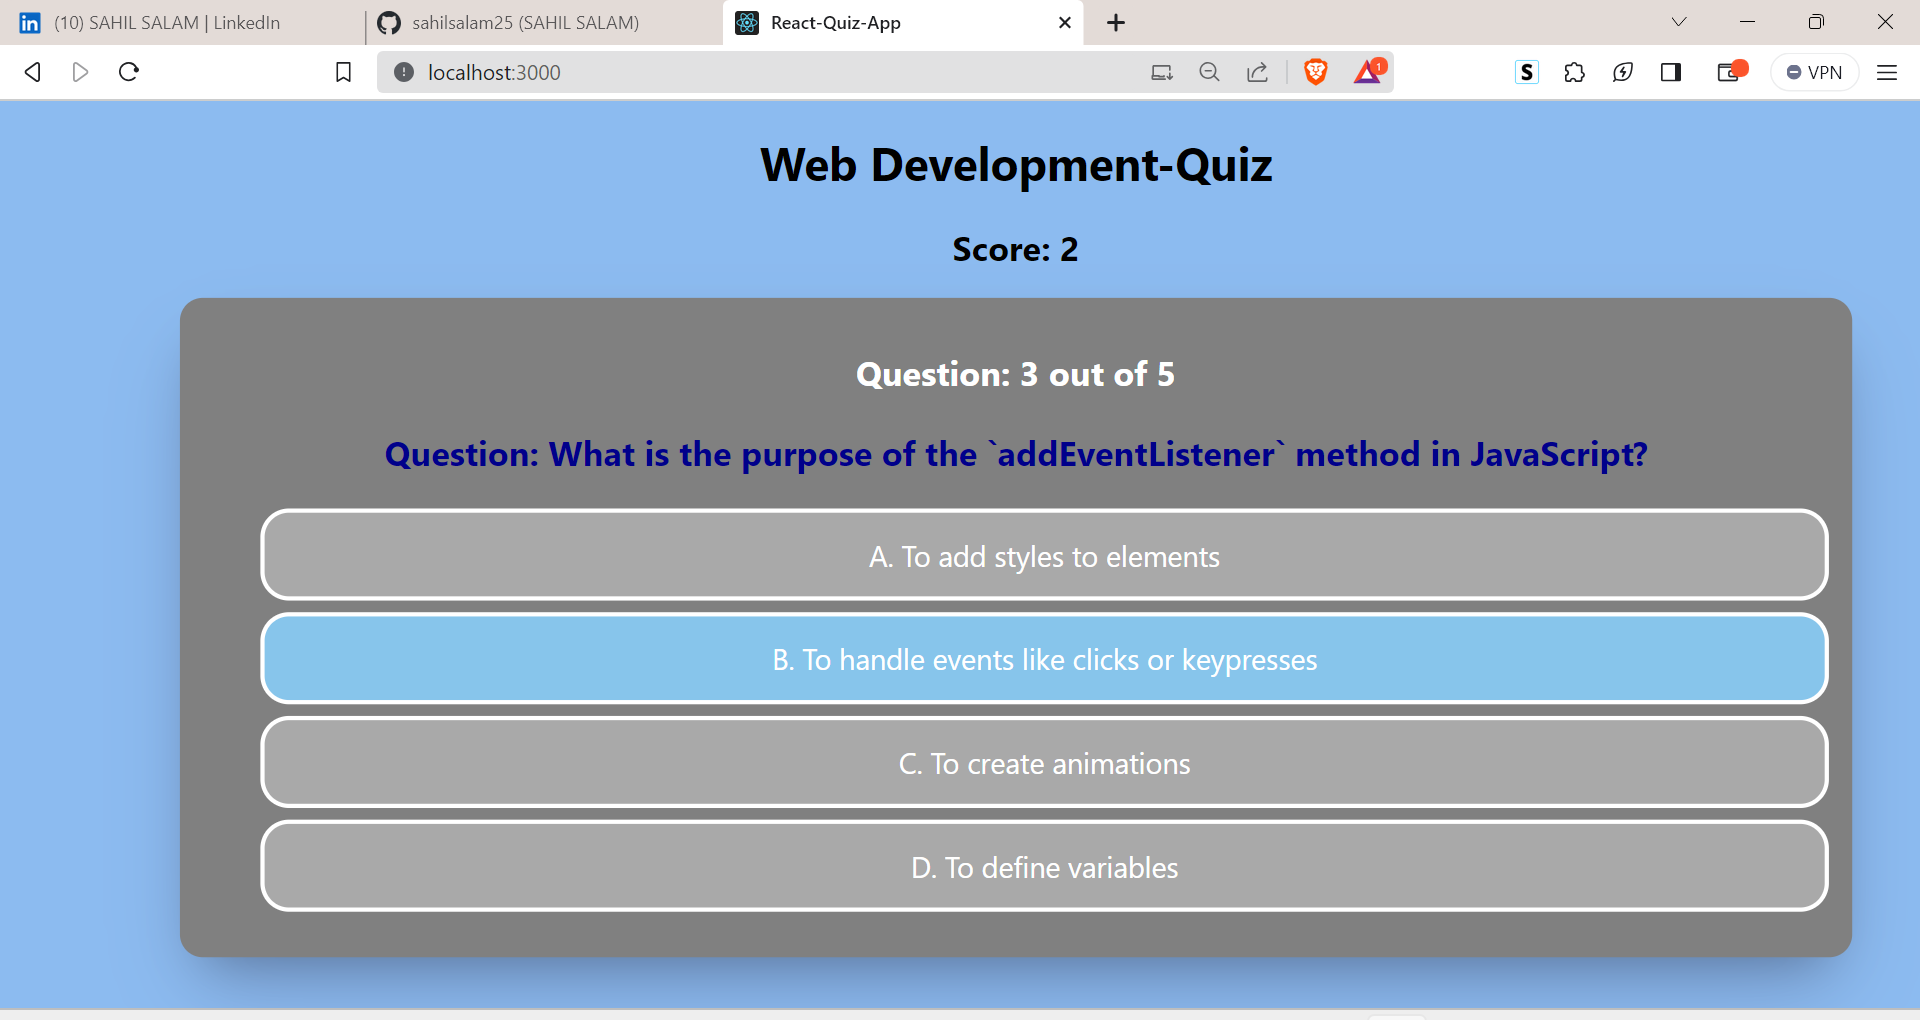 (10) SAHIL SALAM | LinkedIn
sahilsalam25 (SAHIL SALAM)
React-Quiz-App
localhost:3000
1
S
VPN
Web Development-Quiz
Score: 2
Question: 3 out of 5
Question: What is the purpose of the `addEventListener` method in JavaScript?
A. To add styles to elements
B. To handle events like clicks or keypresses
C. To create animations
D. To define variables